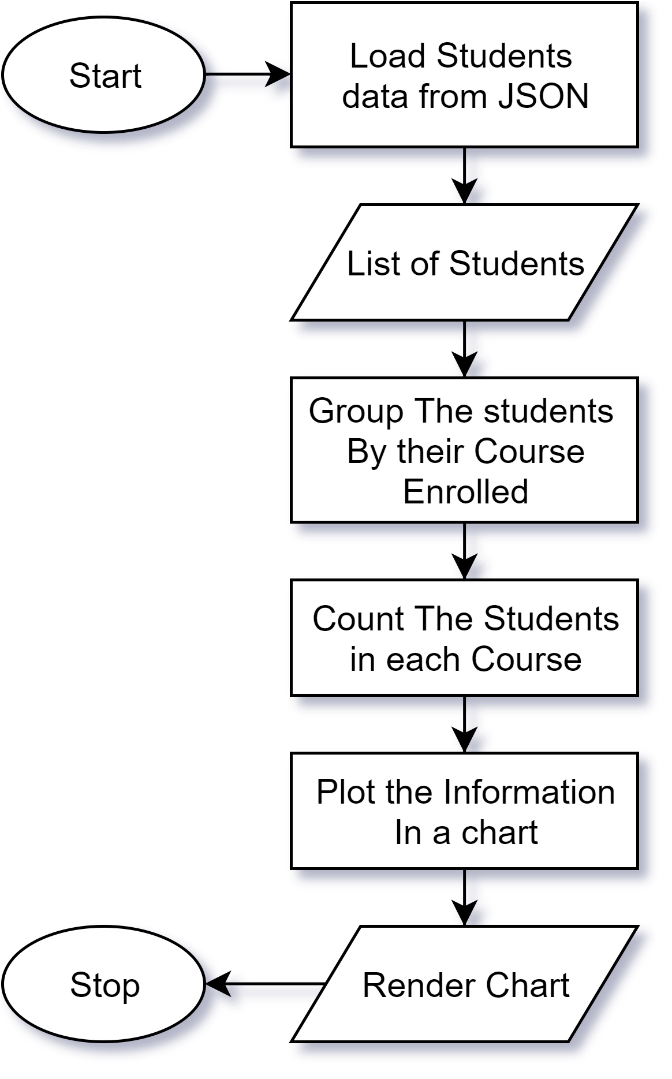 Start
Load Students
data from JSON
List of Students
Group The students
By their Course
Enrolled
Count The Students
in each Course
Plot the Information
In a chart
Render Chart
Stop